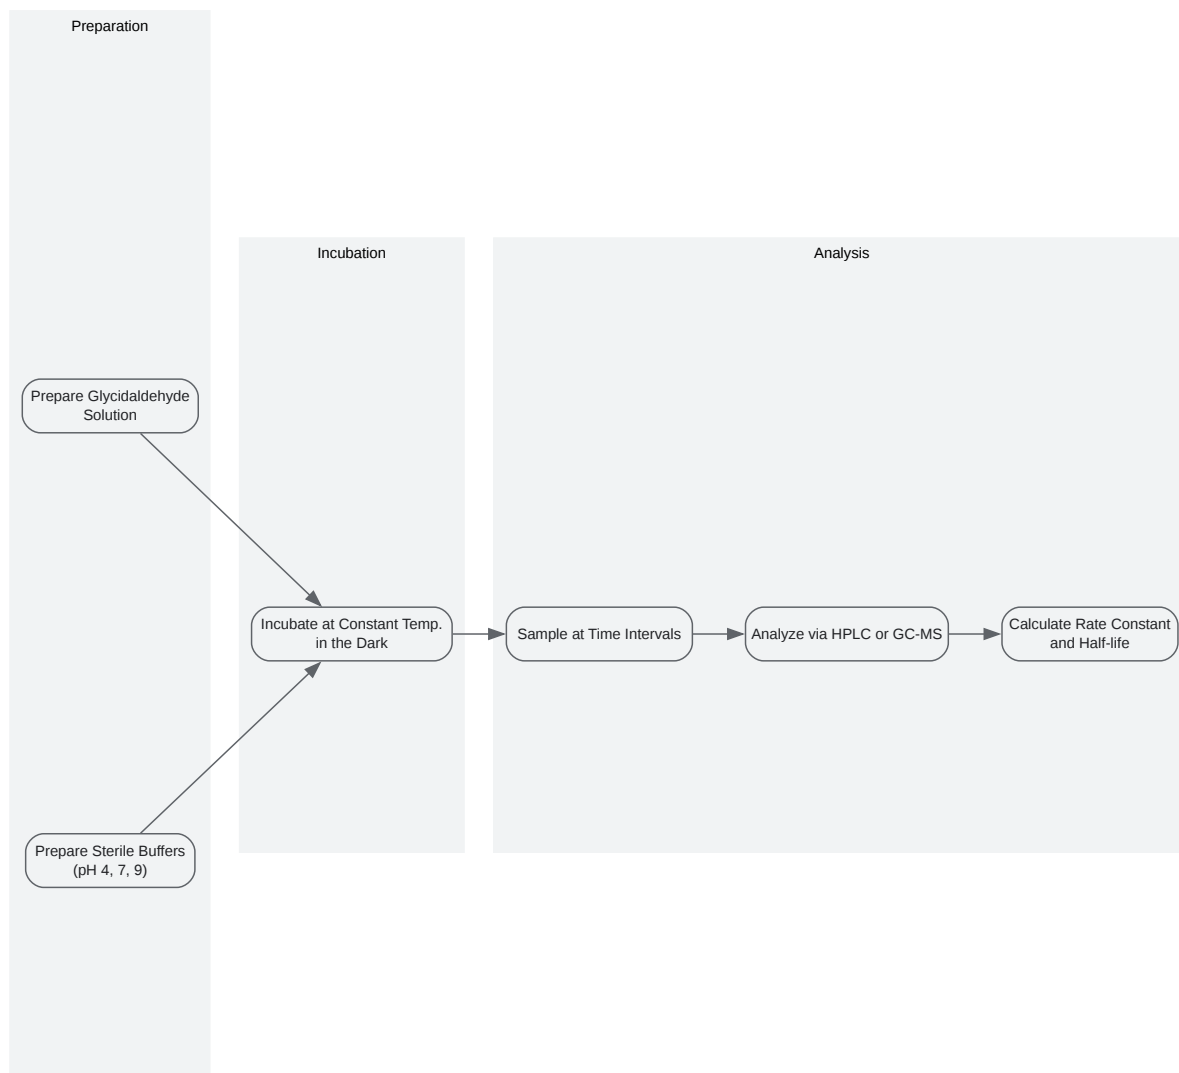 Preparation
Prepare Glycidaldehyde
Solution
Prepare Sterile Buffers
(pH 4, 7, 9)
Incubation
Incubate at Constant Temp.
in the Dark
Analysis
Sample at Time Intervals
Analyze via HPLC or GC-MS
Calculate Rate Constant
and Half-life